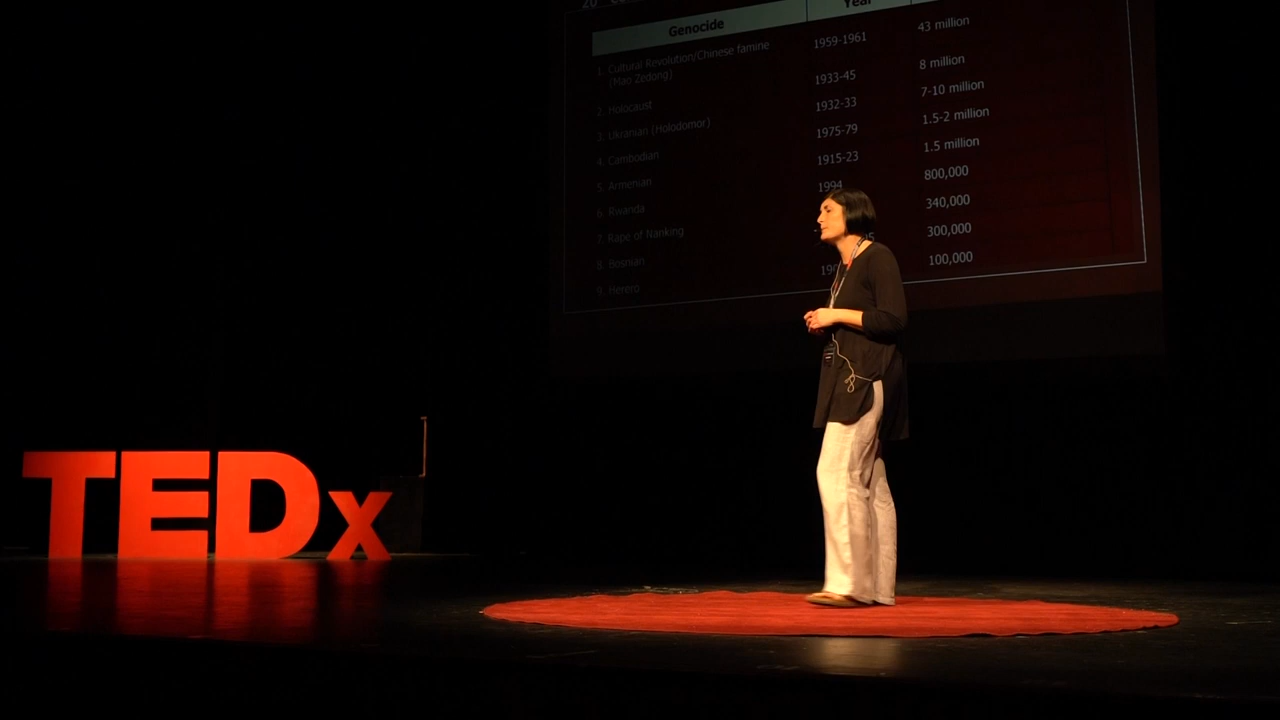 Genocide Year
1. Cultural Revolution/Chinese famine 1959-1961 43 million
(Mao Zedong)
2. Holocaust 1933-45 8 million
3. Ukranian (Holodomor) 1932-33 7-10 million
4. Cambodian 1975-79 1.5-2 million
5. Armenian 1915-23 1.5 million
6. Rwanda 1994 800,000
7. Rape of Nanking 340,000
8. Bosnian 300,000
9. Herero 100,000
TEDx